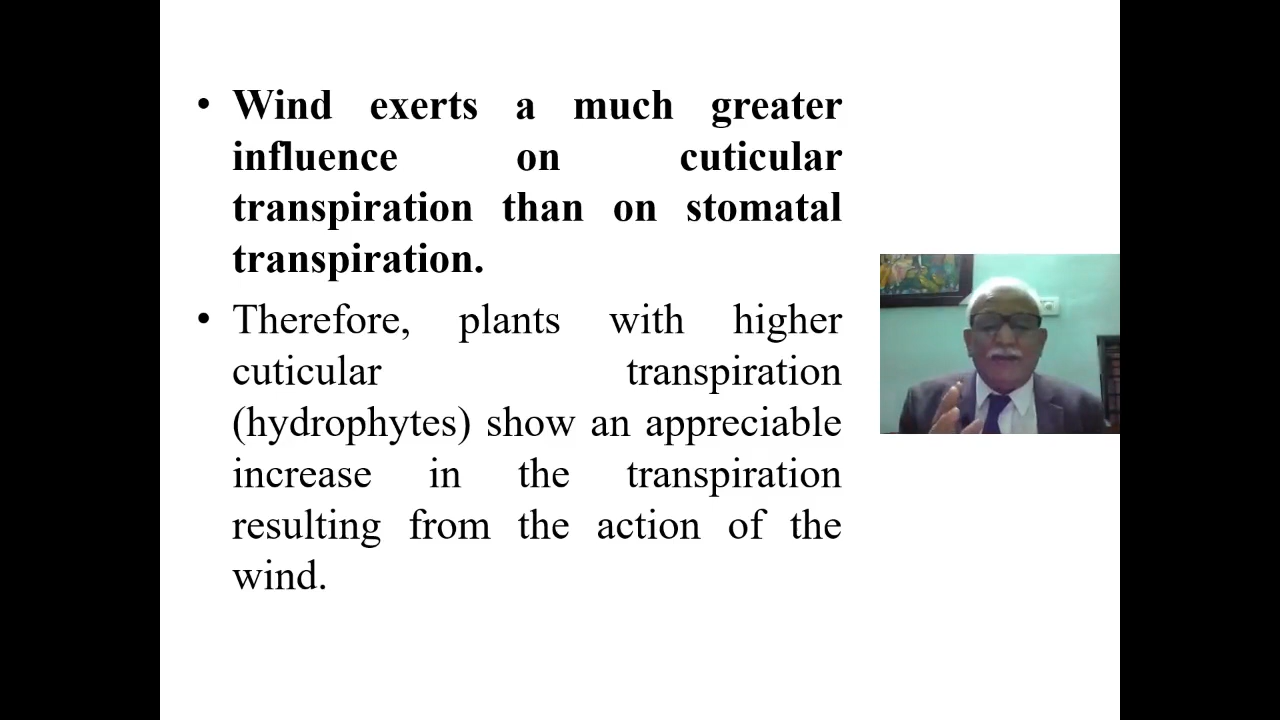 • Wind exerts a much greater
influence on cuticular
transpiration than on stomatal
transpiration.
• Therefore, plants with higher
cuticular transpiration
(hydrophytes) show an appreciable
increase in the transpiration
resulting from the action of the
wind.